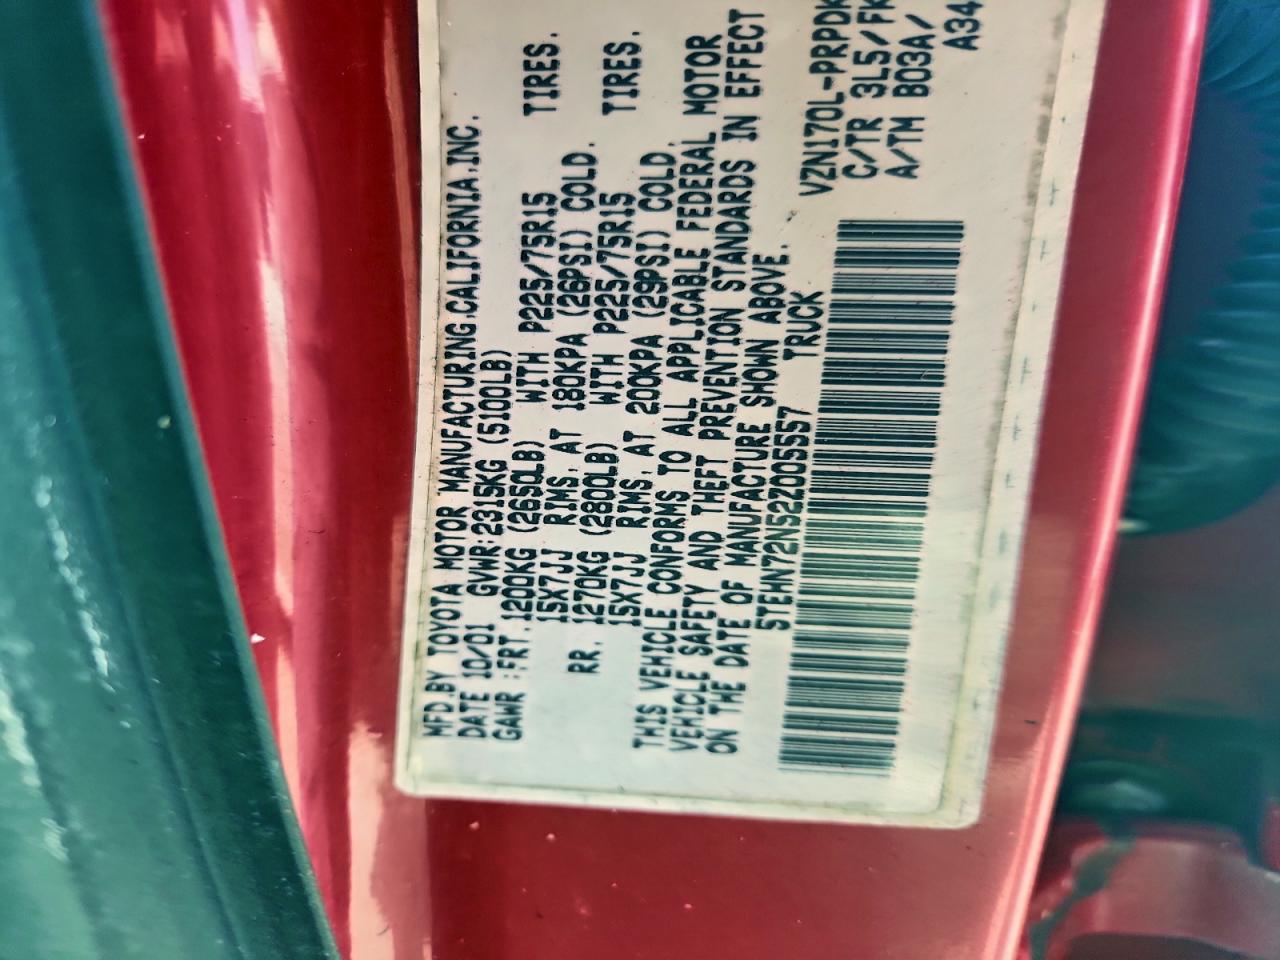 MFD.BY TOYOTA MOTOR MANUFACTURING,CALIFORNIA,INC.
DATE 10/01 GVWR:2315KG (5100LB)
GAWR :FRT.1200KG (2650LB) WITH P225/75R15 TIRES.
15X7JJ RIMS, AT 180KPA (26PSI) COLD.
RR. 1270KG (2800LB) WITH P225/75R15 TIRES.
15X7JJ RIMS, AT 200KPA (29PSI) COLD.
THIS VEHICLE CONFORMS TO ALL APPLICABLE FEDERAL MOTOR
VEHICLE SAFETY AND THEFT PREVENTION STANDARDS IN EFFECT
ON THE DATE OF MANUFACTURE SHOWN ABOVE.
5TEHN72N52Z005557 TRUCK
VZN170L-PRPDK
C/TR 3L5/FK
A/TM B03A/
A34